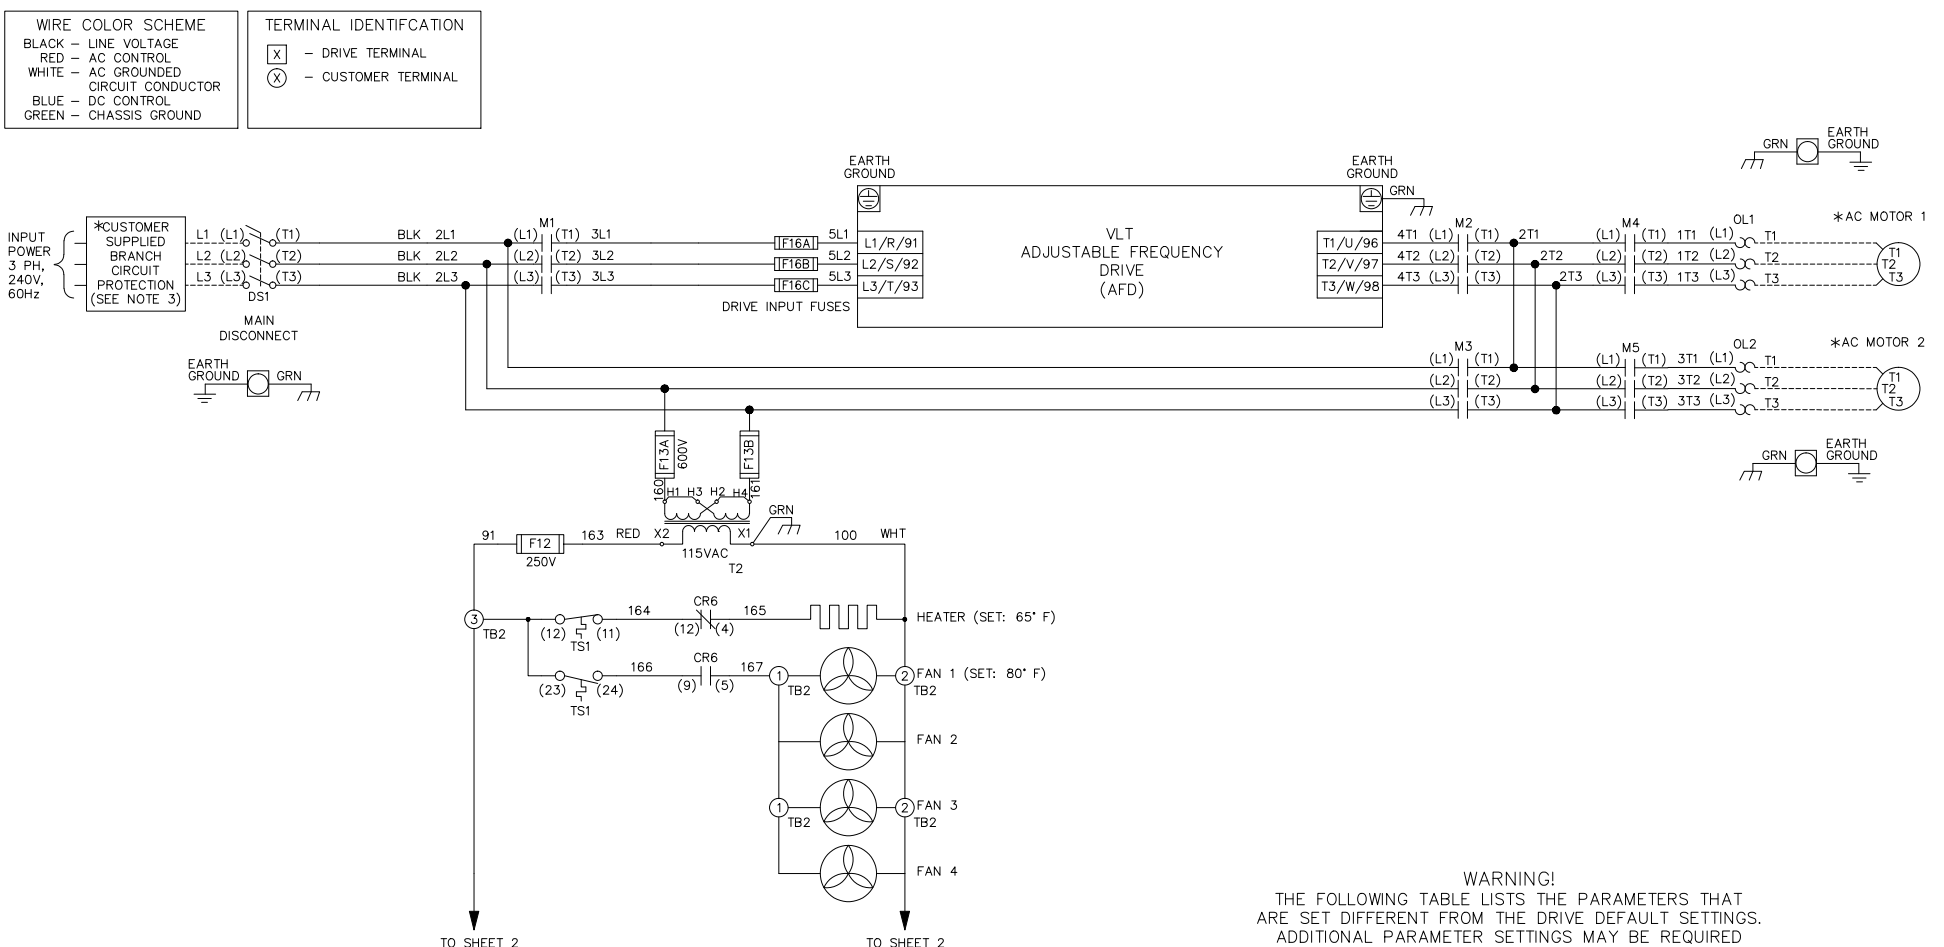 WIRE COLOR SCHEME
BLACK – LINE VOLTAGE
RED – AC CONTROL
WHITE – AC GROUNDED
CIRCUIT CONDUCTOR
BLUE – DC CONTROL
GREEN – CHASSIS GROUND
TERMINAL IDENTIFCATION
X – DRIVE TERMINAL
X – CUSTOMER TERMINAL
INPUT
POWER
3 PH,
240V,
60Hz
*CUSTOMER
SUPPLIED
BRANCH
CIRCUIT
PROTECTION
(SEE NOTE 3)
L1 (L1) (T1) BLK 2L1 (L1) M1 (T1) 3L1 F16A 5L1 L1/R/91
L2 (L2) (T2) BLK 2L2 (L2) (T2) 3L2 F16B 5L2 L2/S/92
L3 (L3) (T3) BLK 2L3 (L3) (T3) 3L3 F16C 5L3 L3/T/93
DS1
MAIN
DISCONNECT
DRIVE INPUT FUSES
EARTH
GROUND
GRN
EARTH
GROUND
VLT
ADJUSTABLE FREQUENCY
DRIVE
(AFD)
EARTH
GROUND
GRN
T1/U/96 4T1 (L1) M2 (T1) 2T1 (L1) M4 (T1) 1T1 (L1) OL1 T1
T2/V/97 4T2 (L2) (T2) 2T2 (L2) (T2) 1T2 (L2) T2
T3/W/98 4T3 (L3) (T3) 2T3 (L3) (T3) 1T3 (L3) T3
GRN
EARTH
GROUND
*AC MOTOR 1
T1
T2
T3
(L1) M3 (T1) (L1) M5 (T1) 3T1 (L1) OL2 T1
(L2) (T2) (L2) (T2) 3T2 (L2) T2
(L3) (T3) (L3) (T3) 3T3 (L3) T3
*AC MOTOR 2
T1
T2
T3
GRN
EARTH
GROUND
F13A
600V
F13B
160
161
H1 H3 H2 H4
GRN
91 F12 163 RED X2 X1 100 WHT
250V
115VAC
T2
3
TB2
(12) (11)
TS1
164
CR6
(12) (4)
165
HEATER (SET: 65° F)
(23) (24)
TS1
166
CR6
(9) (5)
167
1
TB2
2
TB2
FAN 1 (SET: 80° F)
FAN 2
1
TB2
2
TB2
FAN 3
FAN 4
TO SHEET 2
TO SHEET 2
WARNING!
THE FOLLOWING TABLE LISTS THE PARAMETERS THAT
ARE SET DIFFERENT FROM THE DRIVE DEFAULT SETTINGS.
ADDITIONAL PARAMETER SETTINGS MAY BE REQUIRED